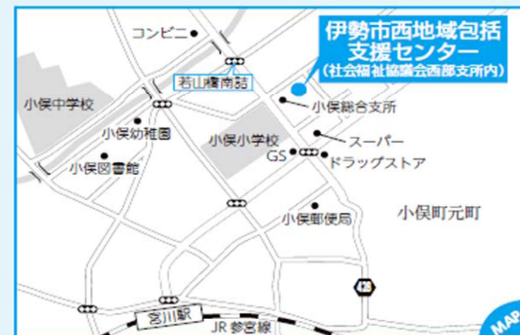 コンビニ
伊勢市西地域包括
支援センター
(社会福祉協議会西部支所内)
若山橋南詰
小俣中学校
小俣総合支所
小俣幼稚園
小俣小学校
スーパー
GS
ドラッグストア
小俣図書館
小俣郵便局
小俣町元町
宮川駅
JR 参宮線
MAP